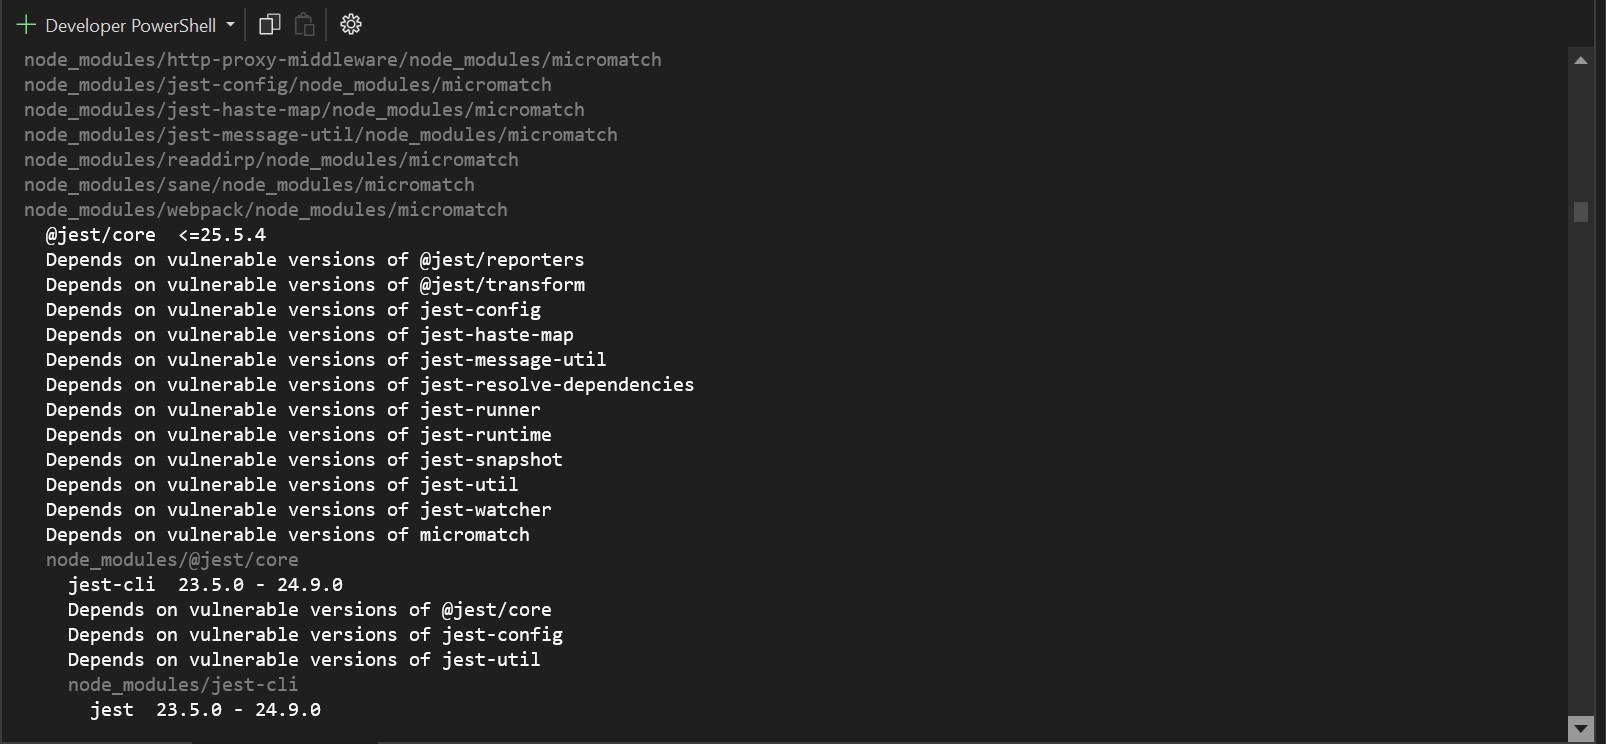 Developer PowerShell
node_modules/http-proxy-middleware/node_modules/micromatch
node_modules/jest-config/node_modules/micromatch
node_modules/jest-haste-map/node_modules/micromatch
node_modules/jest-message-util/node_modules/micromatch
node_modules/readdirp/node_modules/micromatch
node_modules/sane/node_modules/micromatch
node_modules/webpack/node_modules/micromatch
@jest/core  <=25.5.4
Depends on vulnerable versions of @jest/reporters
Depends on vulnerable versions of @jest/transform
Depends on vulnerable versions of jest-config
Depends on vulnerable versions of jest-haste-map
Depends on vulnerable versions of jest-message-util
Depends on vulnerable versions of jest-resolve-dependencies
Depends on vulnerable versions of jest-runner
Depends on vulnerable versions of jest-runtime
Depends on vulnerable versions of jest-snapshot
Depends on vulnerable versions of jest-util
Depends on vulnerable versions of jest-watcher
Depends on vulnerable versions of micromatch
node_modules/@jest/core
jest-cli  23.5.0 - 24.9.0
Depends on vulnerable versions of @jest/core
Depends on vulnerable versions of jest-config
Depends on vulnerable versions of jest-util
node_modules/jest-cli
jest  23.5.0 - 24.9.0